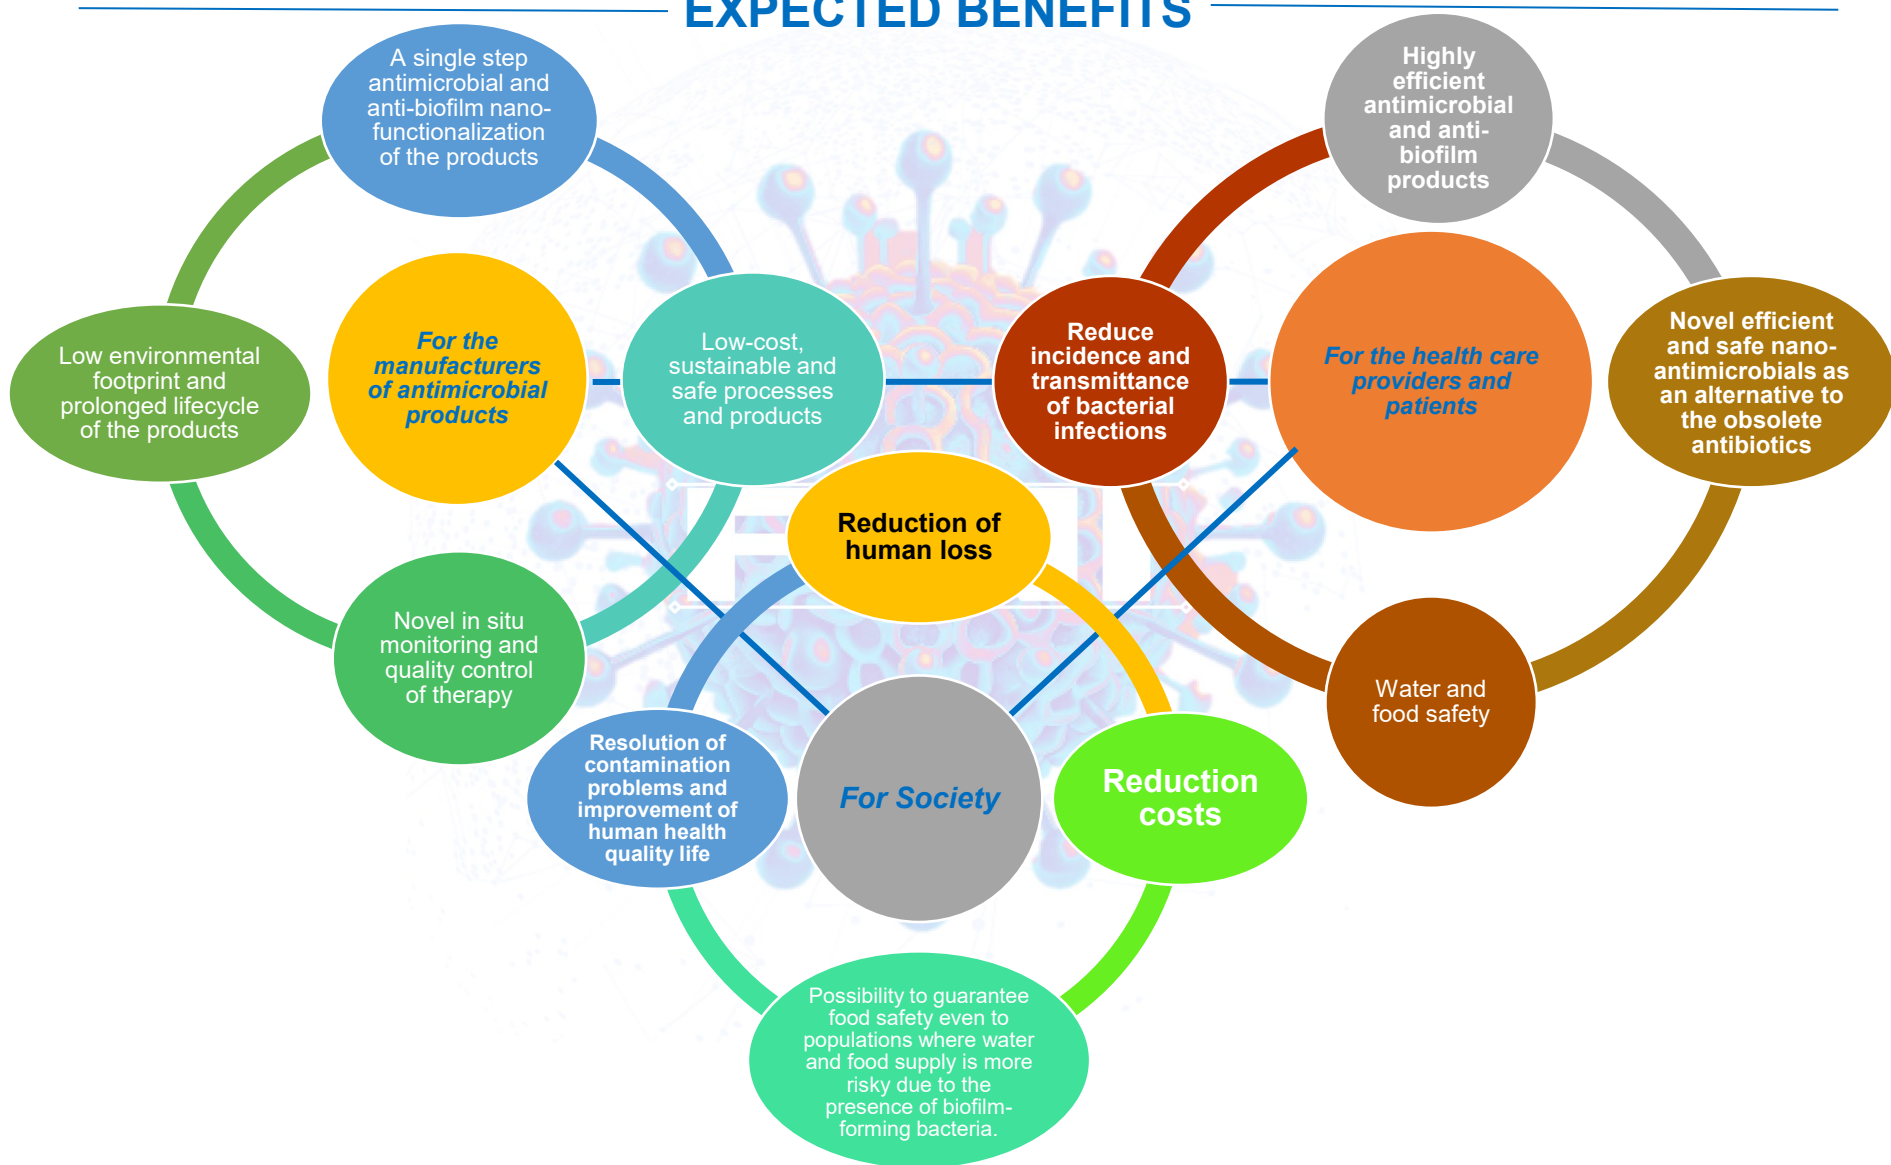 EXPECTED BENEFITS
A single step
antimicrobial and
anti-biofilm nano-
functionalization
of the products
For the
manufacturers
of antimicrobial
products
Low environmental
footprint and
prolonged lifecycle
of the products
Low-cost,
sustainable and
safe processes
and products
Novel in situ
monitoring and
quality control
of therapy
Highly
efficient
antimicrobial
and anti-
biofilm
products
Reduce
incidence and
transmittance
of bacterial
infections
For the health care
providers and
patients
Novel efficient
and safe nano-
antimicrobials as
an alternative to
the obsolete
antibiotics
Water and
food safety
Reduction of
human loss
Resolution of
contamination
problems and
improvement of
human health
quality life
For Society
Reduction
costs
Possibility to guarantee
food safety even to
populations where water
and food supply is more
risky due to the
presence of biofilm-
forming bacteria.